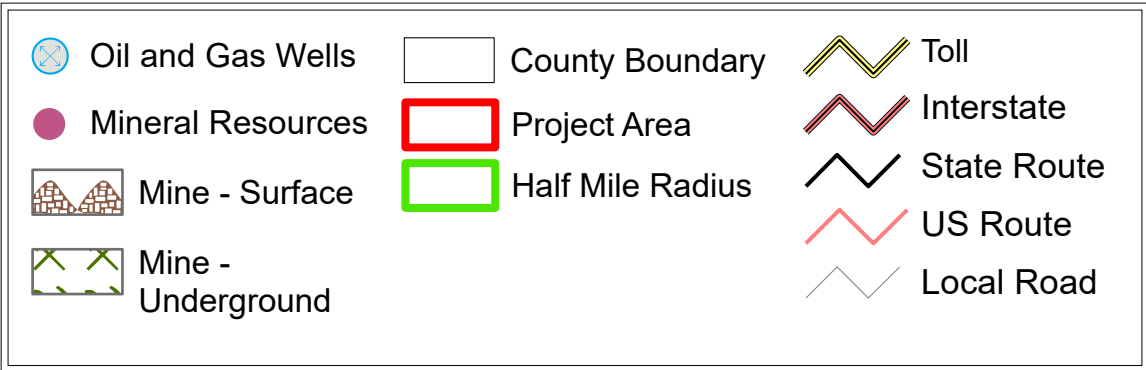 Oil and Gas Wells
Mineral Resources
Mine - Surface
Mine -
Underground
County Boundary
Project Area
Half Mile Radius
Toll
Interstate
State Route
US Route
Local Road